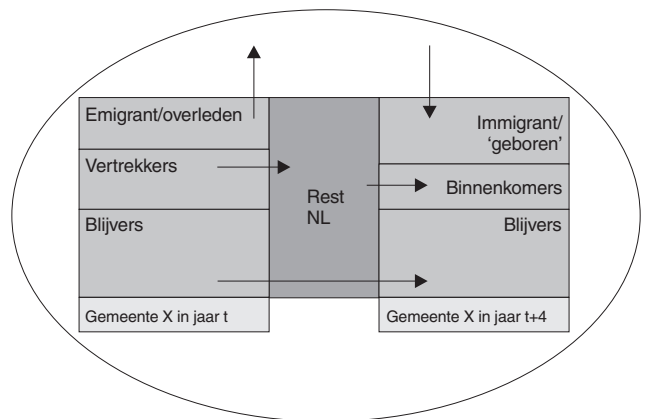 Emigrant/overleden
Vertrekkers
Blijvers
Gemeente X in jaar t
Rest
NL
Immigrant/
‘geboren’
Binnenkomers
Blijvers
Gemeente X in jaar t+4